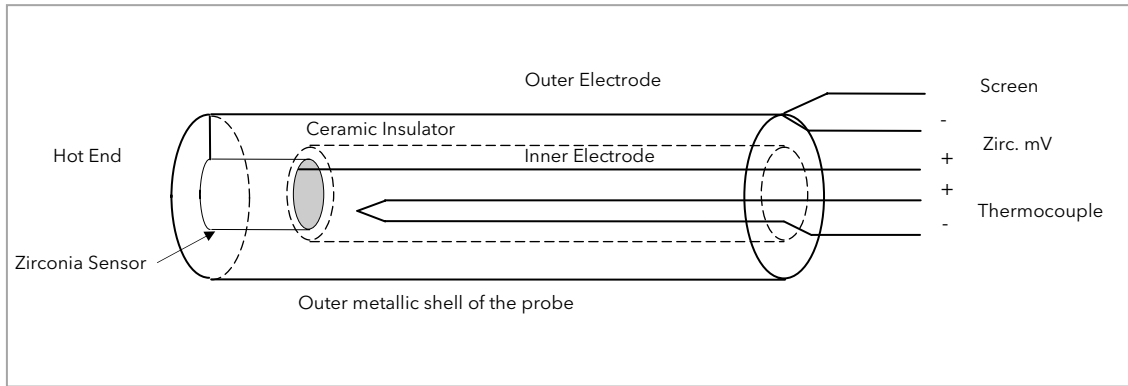 Outer Electrode
Screen
-
Ceramic Insulator
Zirc. mV
Hot End
Inner Electrode
+
+
Thermocouple
-
Zirconia Sensor
Outer metallic shell of the probe